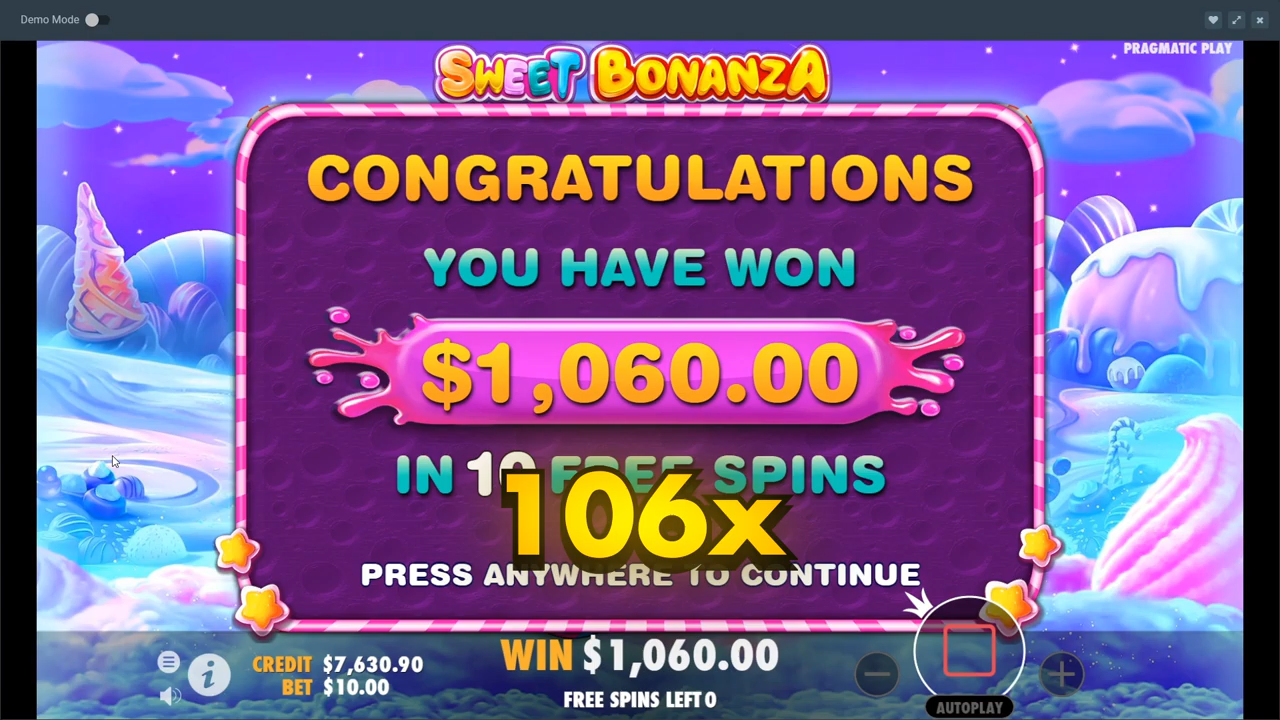 Demo Mode
PRAGMATIC PLAY
SWEET BONANZA
CONGRATULATIONS
YOU HAVE WON
$1,060.00
IN 10 FREE SPINS
106x
PRESS ANYWHERE TO CONTINUE
WIN $1,060.00
CREDIT $7,630.90
BET $10.00
FREE SPINS LEFT 0
AUTOPLAY